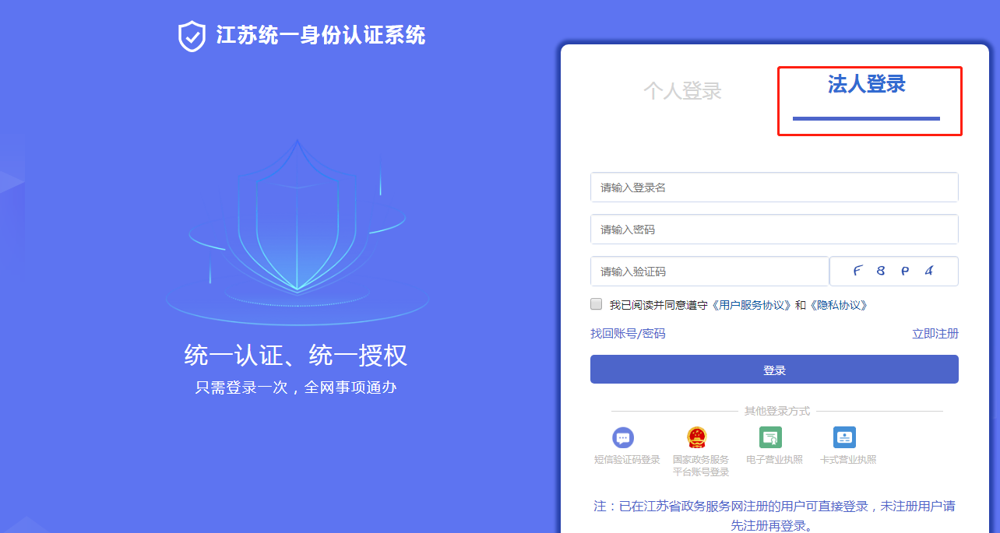 江苏统一身份认证系统
统一认证、统一授权
只需登录一次，全网事项通办
个人登录
法人登录
请输入登录名
请输入密码
请输入验证码
F 8 P 4
我已阅读并同意遵守《用户服务协议》和《隐私协议》
找回账号/密码
立即注册
登录
其他登录方式
短信验证码登录
国家政务服务
平台账号登录
电子营业执照
卡式营业执照
注：已在江苏省政务服务网注册的用户可直接登录，未注册用户请
先注册再登录。